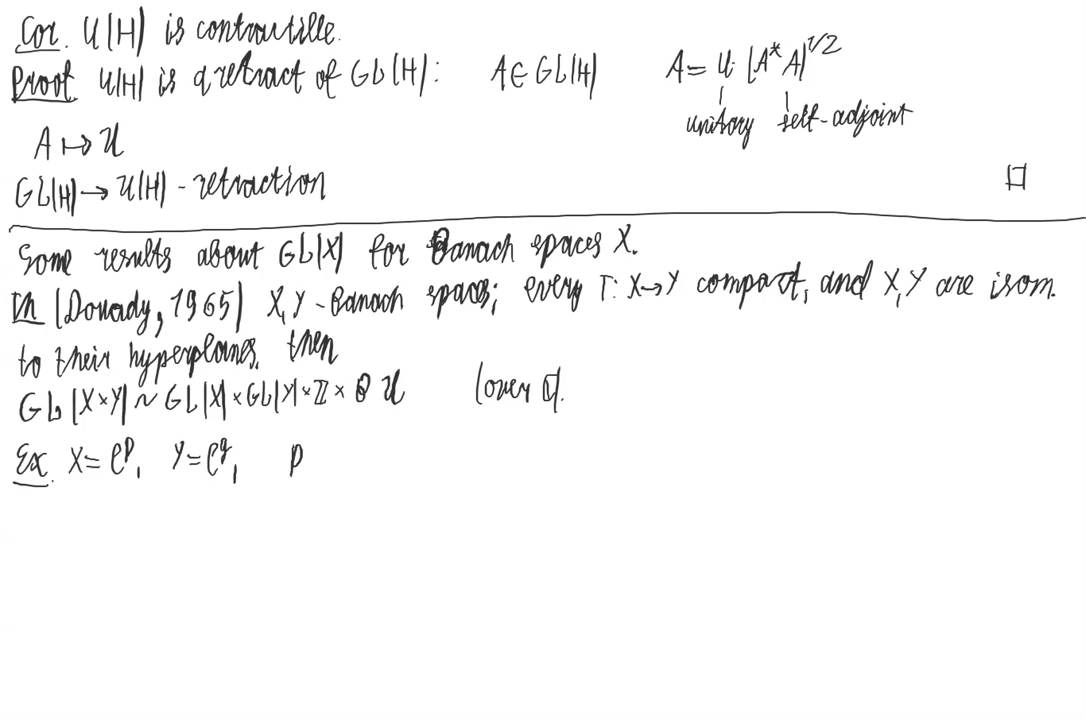 Cor. U(H) is contractible.
Proof U(H) is a retract of GL(H): A∈GL(H) A = U·(A*A)^1/2
unitary self-adjoint
A ↦ U
GL(H) → U(H) - retraction □
Some results about GL(X) for Banach spaces X.
Th (Douady, 1965) X, Y - Banach spaces; every T: X→Y compact, and X, Y are isom.
to their hyperplanes, then
GL(X×Y) ~ GL(X)×GL(Y)×ℤ× U (over ℂ).
Ex. X = ℓ^p, Y = ℓ^q, p